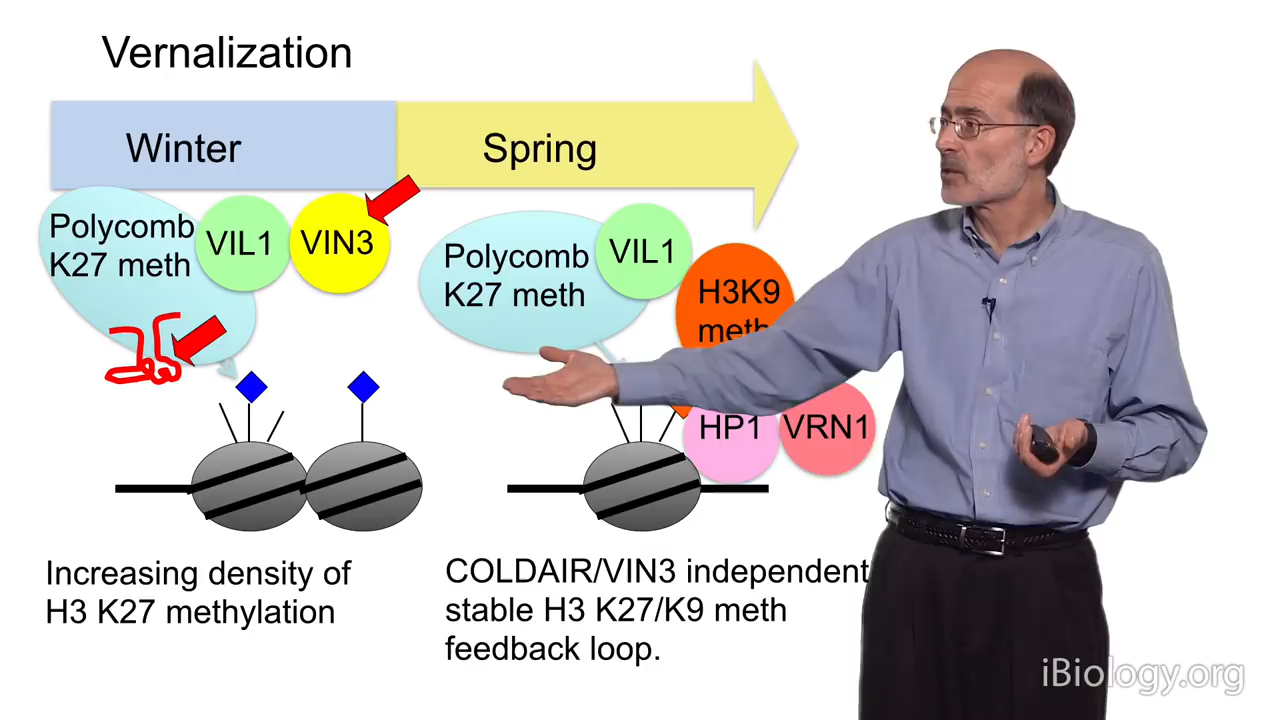 Vernalization
Winter
Spring
Polycomb
K27 meth
VIL1
VIN3
Polycomb
K27 meth
VIL1
H3K9
meth
HP1
VRN1
Increasing density of
H3 K27 methylation
COLDAIR/VIN3 independent
stable H3 K27/K9 meth
feedback loop.
iBiology.org